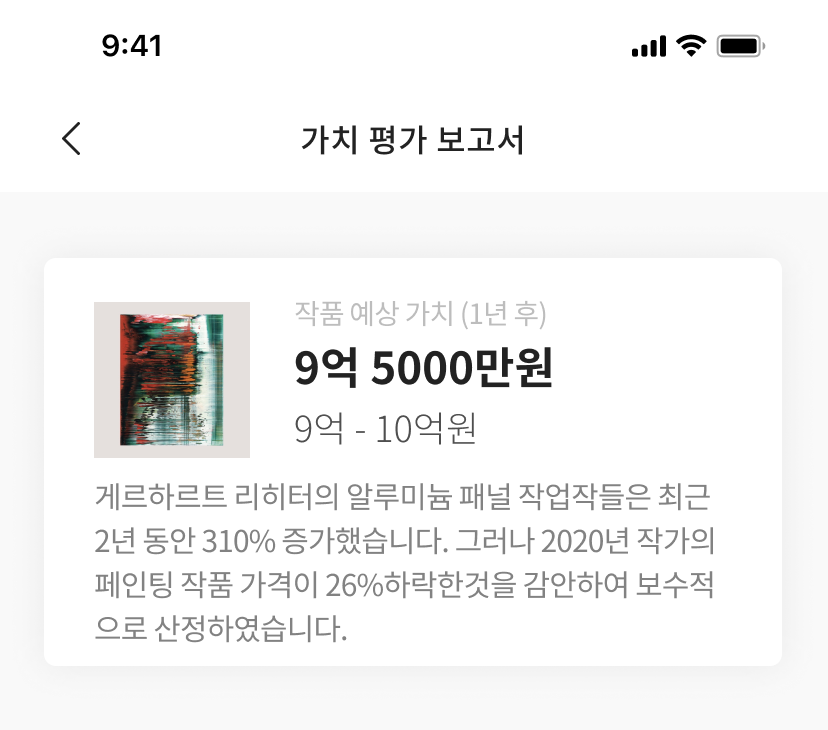 9:41
가치 평가 보고서
작품 예상 가치 (1년 후)
9억 5000만원
9억 - 10억원
게르하르트 리히터의 알루미늄 패널 작업작들은 최근
2년 동안 310% 증가했습니다. 그러나 2020년 작가의
페인팅 작품 가격이 26%하락한것을 감안하여 보수적
으로 산정하였습니다.